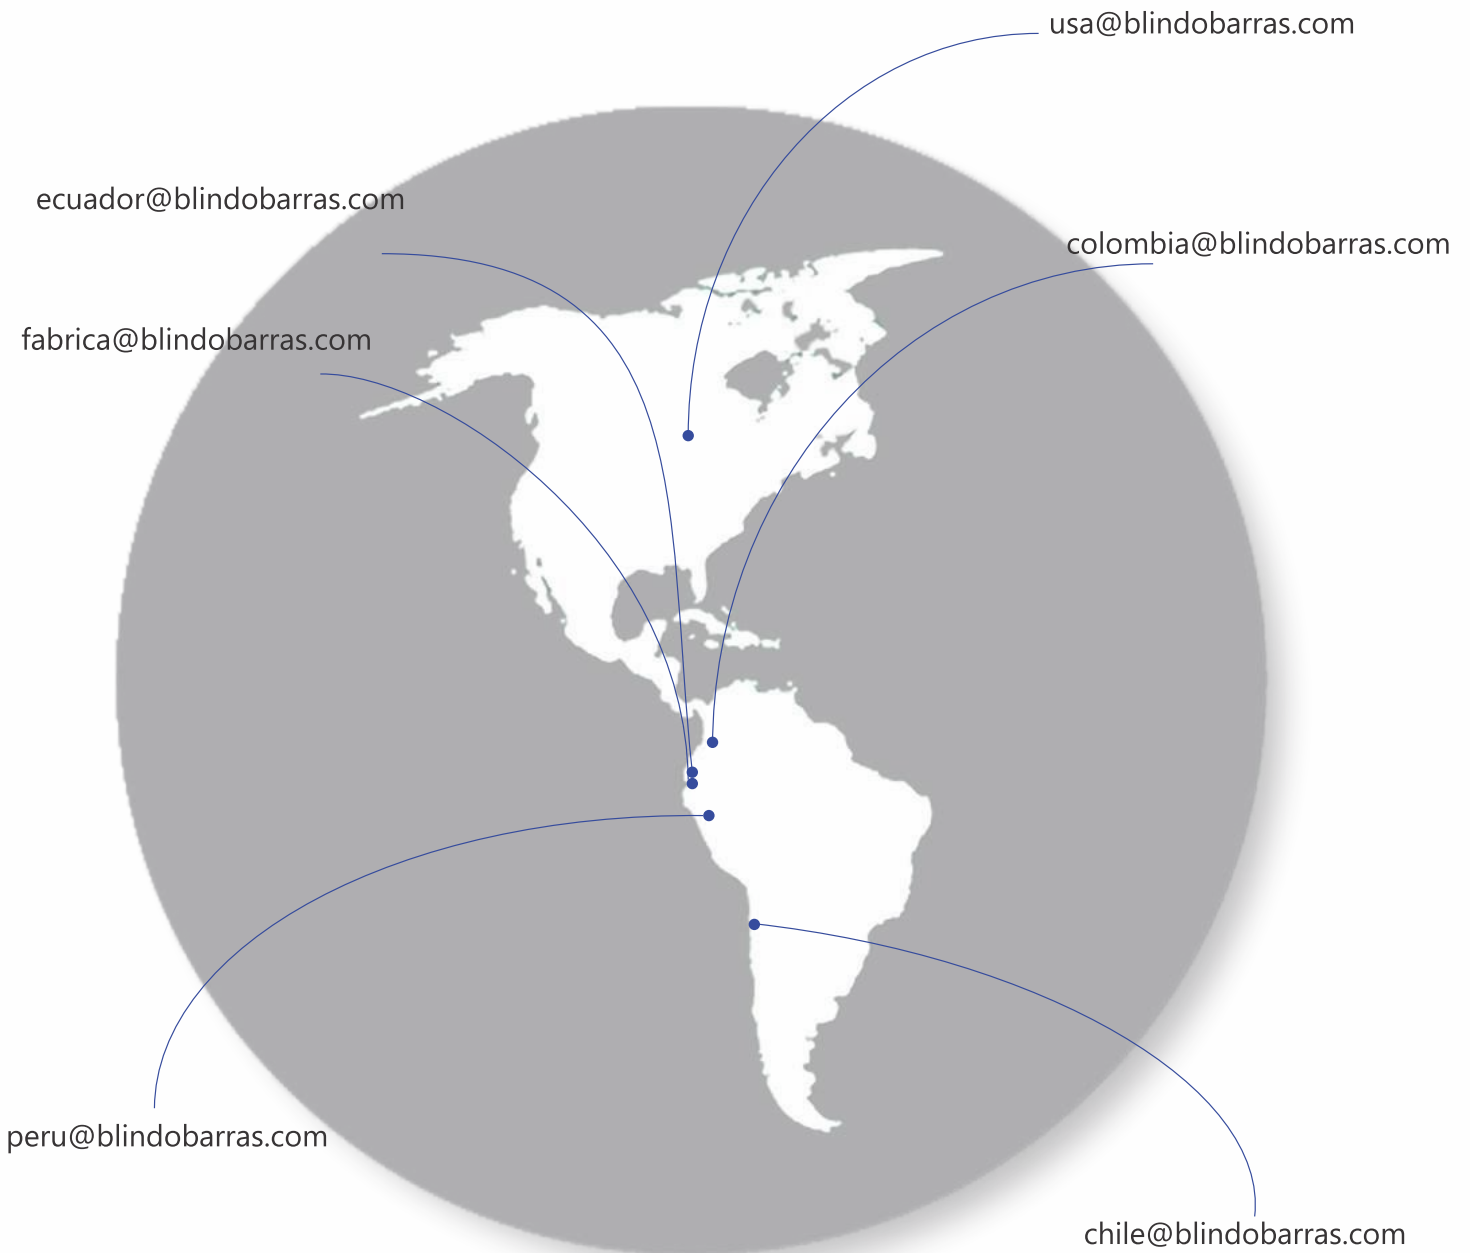 usa@blindobarras.com
ecuador@blindobarras.com
colombia@blindobarras.com
fabrica@blindobarras.com
peru@blindobarras.com
chile@blindobarras.com